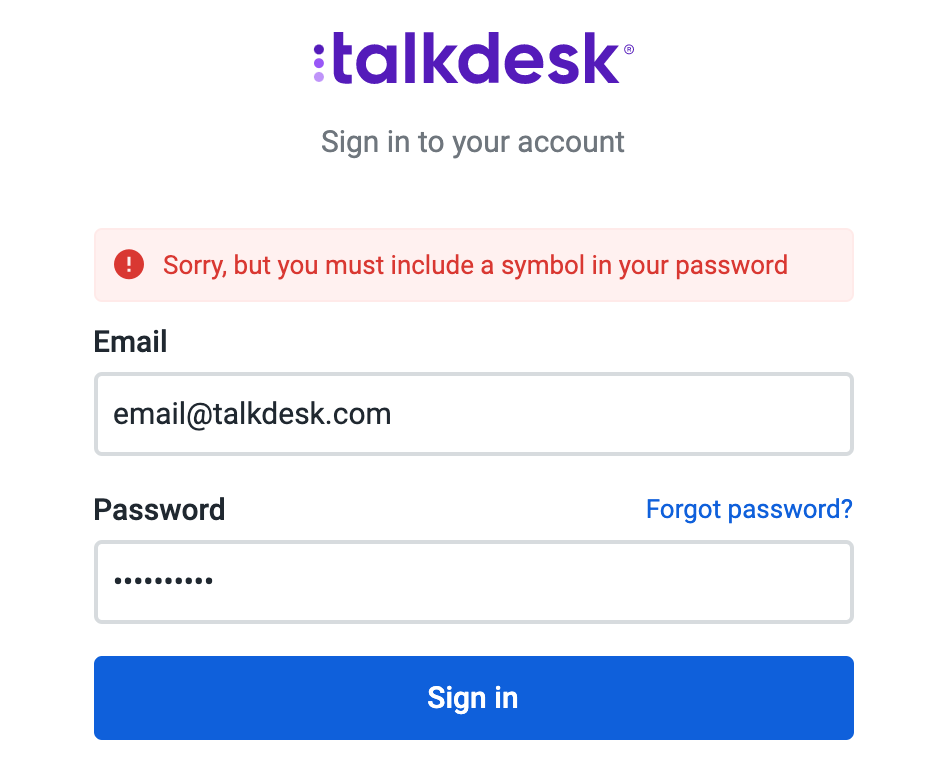 talkdesk®
Sign in to your account
Sorry, but you must include a symbol in your password
Email
email@talkdesk.com
Password
Forgot password?
••••••••••
Sign in